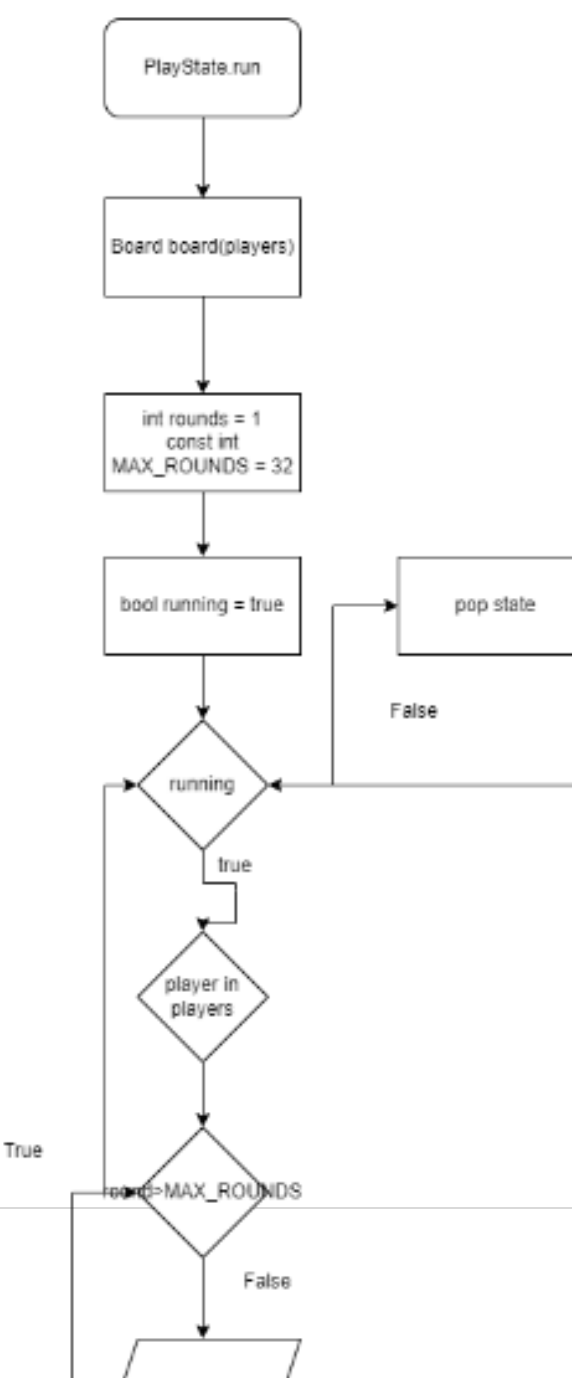 PlayState.run
Board board(players)
int rounds = 1
const int
MAX_ROUNDS = 32
bool running = true
pop state
False
running
true
player in
players
True
round>MAX_ROUNDS
False